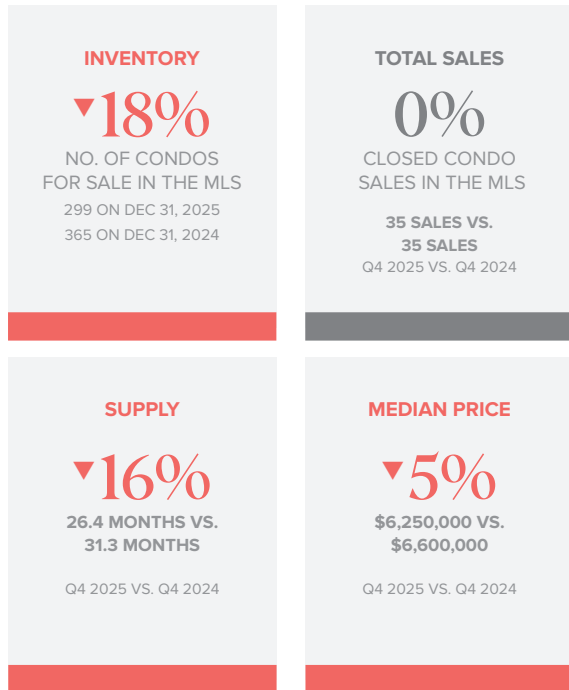 INVENTORY
▼18%
NO. OF CONDOS
FOR SALE IN THE MLS
299 ON DEC 31, 2025
365 ON DEC 31, 2024
TOTAL SALES
0%
CLOSED CONDO
SALES IN THE MLS
35 SALES VS.
35 SALES
Q4 2025 VS. Q4 2024
SUPPLY
▼16%
26.4 MONTHS VS.
31.3 MONTHS
Q4 2025 VS. Q4 2024
MEDIAN PRICE
▼5%
$6,250,000 VS.
$6,600,000
Q4 2025 VS. Q4 2024